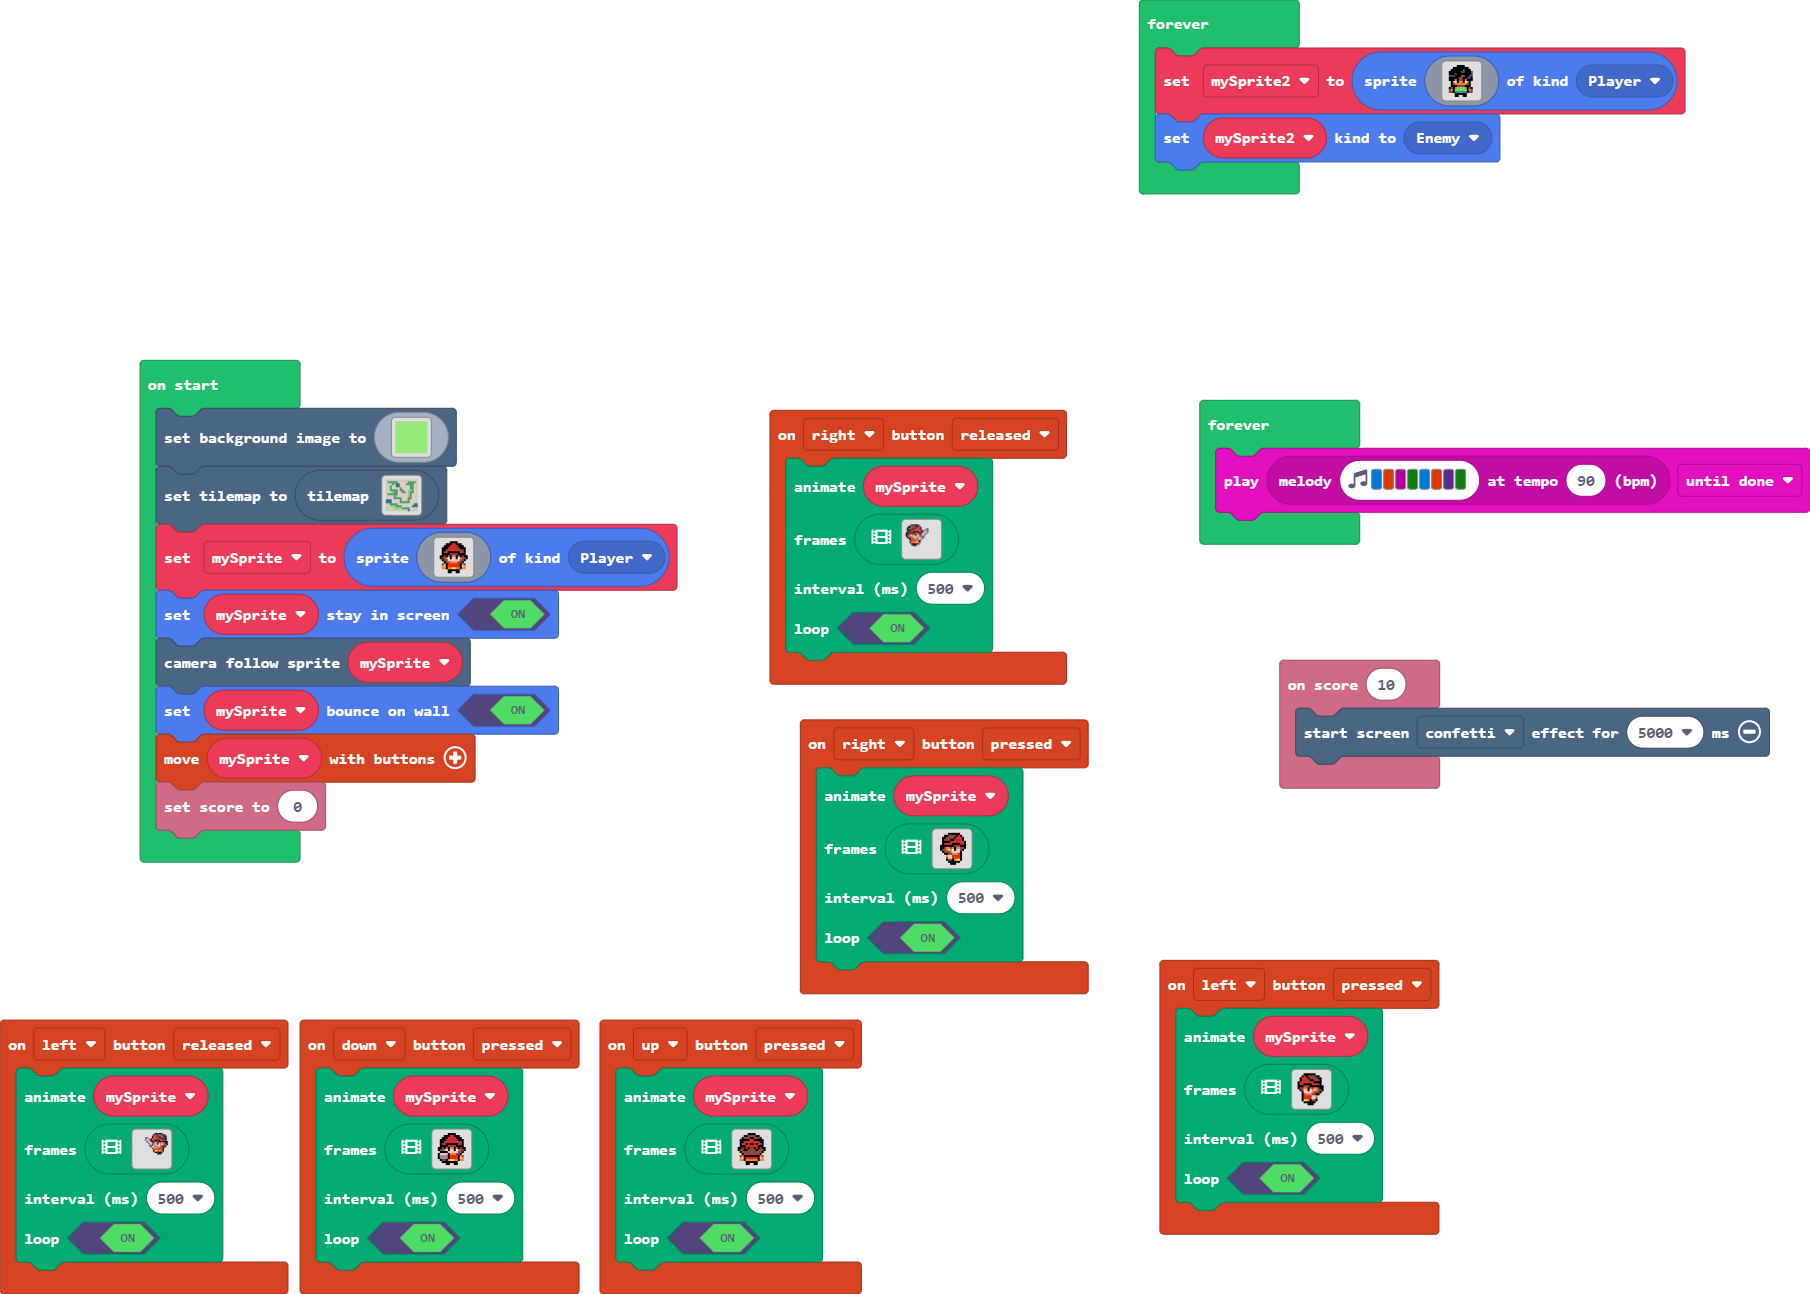 forever
set mySprite2 to sprite of kind Player
set mySprite2 kind to Enemy
on start
set background image to
set tilemap to tilemap
set mySprite to sprite of kind Player
set mySprite stay in screen ON
camera follow sprite mySprite
set mySprite bounce on wall ON
move mySprite with buttons
set score to 0
on right button released
animate mySprite
frames
interval (ms) 500
loop ON
forever
play melody at tempo 90 (bpm) until done
on score 10
start screen confetti effect for 5000 ms
on right button pressed
animate mySprite
frames
interval (ms) 500
loop ON
on left button pressed
animate mySprite
frames
interval (ms) 500
loop ON
on left button released
animate mySprite
frames
interval (ms) 500
loop ON
on down button pressed
animate mySprite
frames
interval (ms) 500
loop ON
on up button pressed
animate mySprite
frames
interval (ms) 500
loop ON